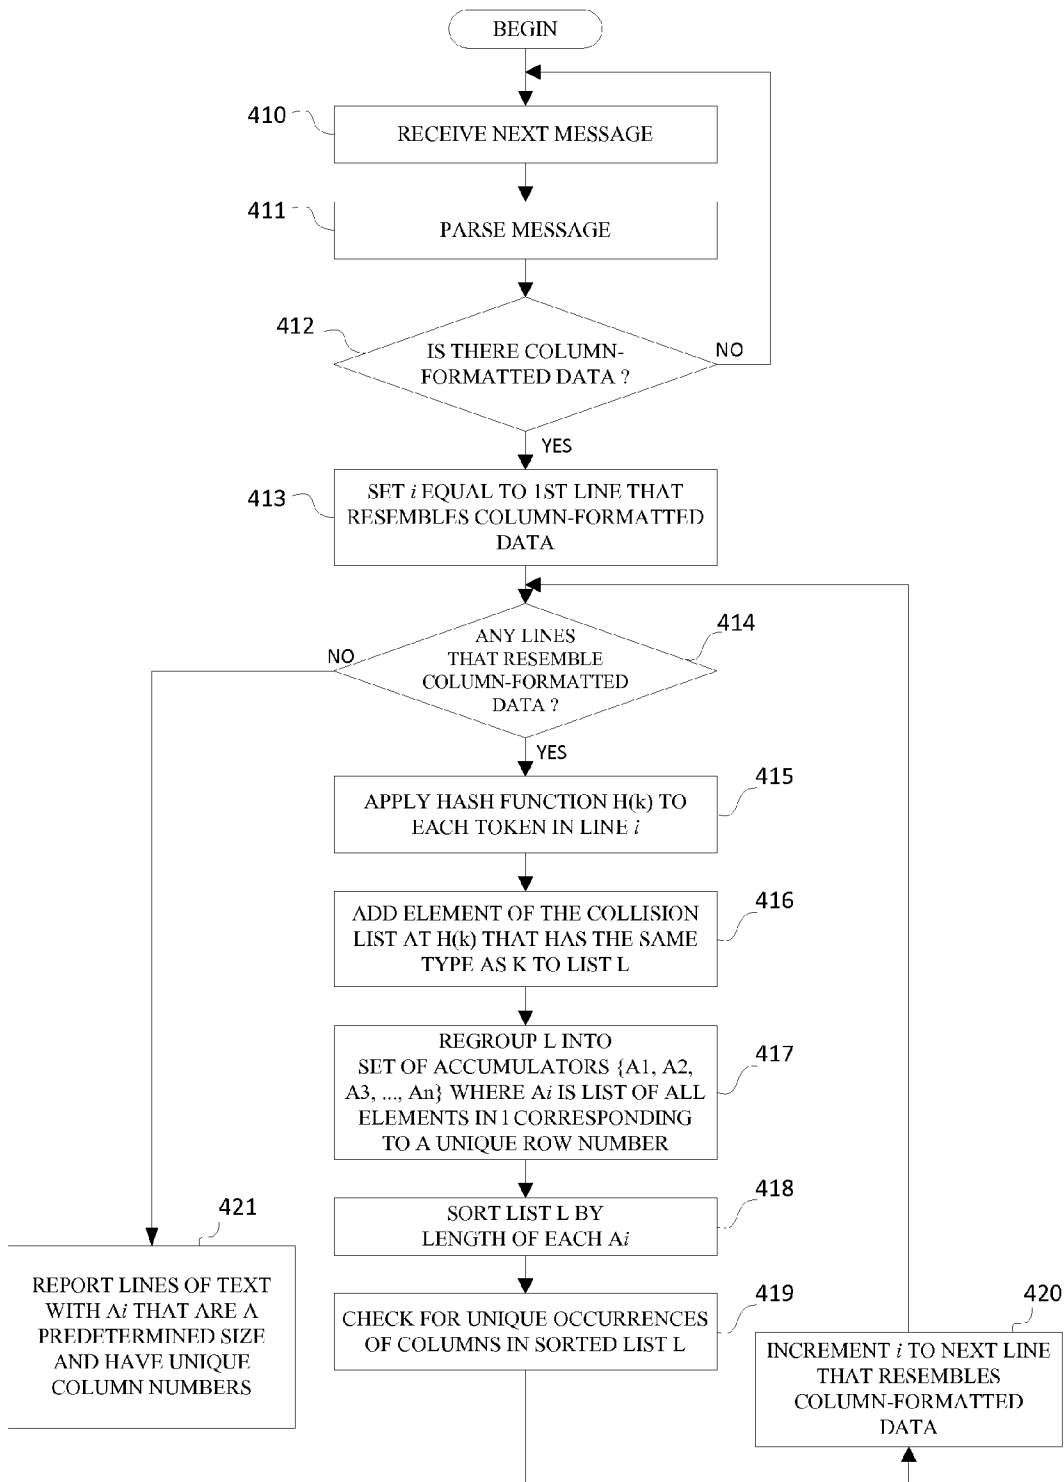 BEGIN
410
RECEIVE NEXT MESSAGE
411
PARSE MESSAGE
412
IS THERE COLUMN-
FORMATTED DATA ?
NO
YES
413
SET i EQUAL TO 1ST LINE THAT
RESEMBLES COLUMN-FORMATTED
DATA
414
ANY LINES
THAT RESEMBLE
COLUMN-FORMATTED
DATA ?
NO
YES
415
APPLY HASH FUNCTION H(k) TO
EACH TOKEN IN LINE i
416
ADD ELEMENT OF THE COLLISION
LIST AT H(k) THAT HAS THE SAME
TYPE AS K TO LIST L
417
REGROUP L INTO
SET OF ACCUMULATORS {A1, A2,
A3, ..., An} WHERE Ai IS LIST OF ALL
ELEMENTS IN l CORRESPONDING
TO A UNIQUE ROW NUMBER
418
SORT LIST L BY
LENGTH OF EACH Ai
419
CHECK FOR UNIQUE OCCURRENCES
OF COLUMNS IN SORTED LIST L
420
INCREMENT i TO NEXT LINE
THAT RESEMBLES
COLUMN-FORMATTED
DATA
421
REPORT LINES OF TEXT
WITH Ai THAT ARE A
PREDETERMINED SIZE
AND HAVE UNIQUE
COLUMN NUMBERS